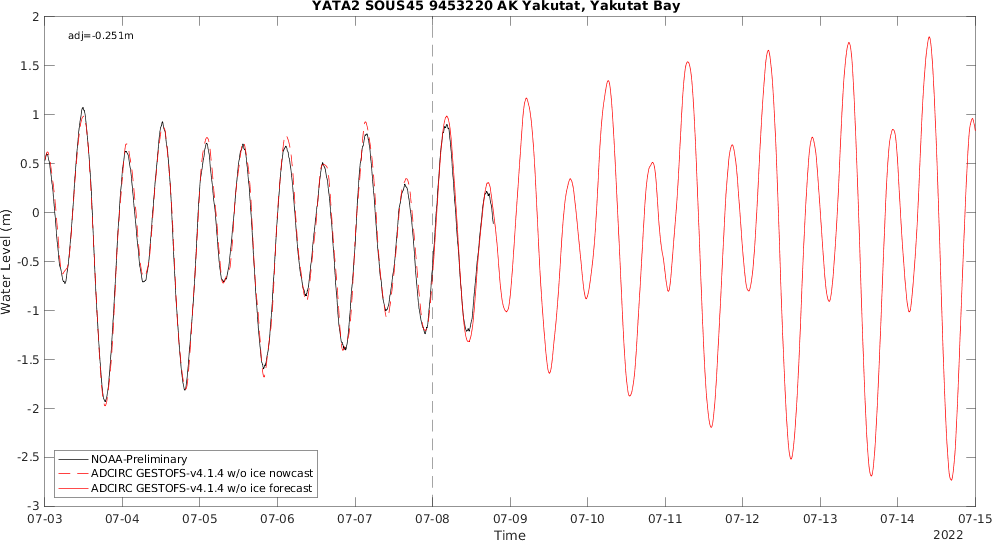 YATA2 SOUS45 9453220 AK Yakutat, Yakutat Bay
adj=-0.251m
2
1.5
1
0.5
0
-0.5
-1
-1.5
-2
-2.5
-3
Water Level (m)
NOAA-Preliminary
ADCIRC GESTOFS-v4.1.4 w/o ice nowcast
ADCIRC GESTOFS-v4.1.4 w/o ice forecast
07-03 07-04 07-05 07-06 07-07 07-08 07-09 07-10 07-11 07-12 07-13 07-14 07-15
Time
2022